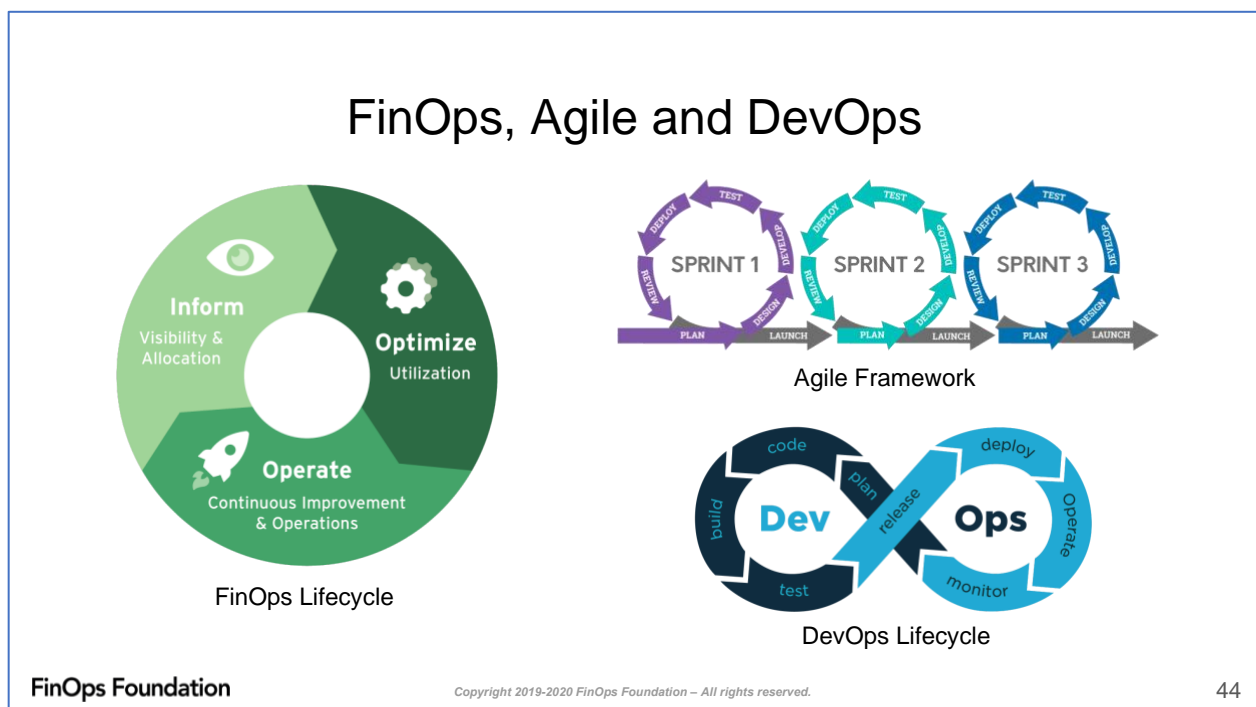 FinOps, Agile and DevOps
Inform
Visibility &
Allocation
Optimize
Utilization
Operate
Continuous Improvement
& Operations
FinOps Lifecycle
TEST
DEPLOY
DEVELOP
SPRINT 1
REVIEW
DESIGN
PLAN
LAUNCH
TEST
DEPLOY
DEVELOP
SPRINT 2
REVIEW
DESIGN
PLAN
LAUNCH
TEST
DEPLOY
DEVELOP
SPRINT 3
REVIEW
DESIGN
PLAN
LAUNCH
Agile Framework
code
plan
build
Dev
test
release
deploy
Ops
Operate
monitor
DevOps Lifecycle
FinOps Foundation
Copyright 2019-2020 FinOps Foundation – All rights reserved.
44